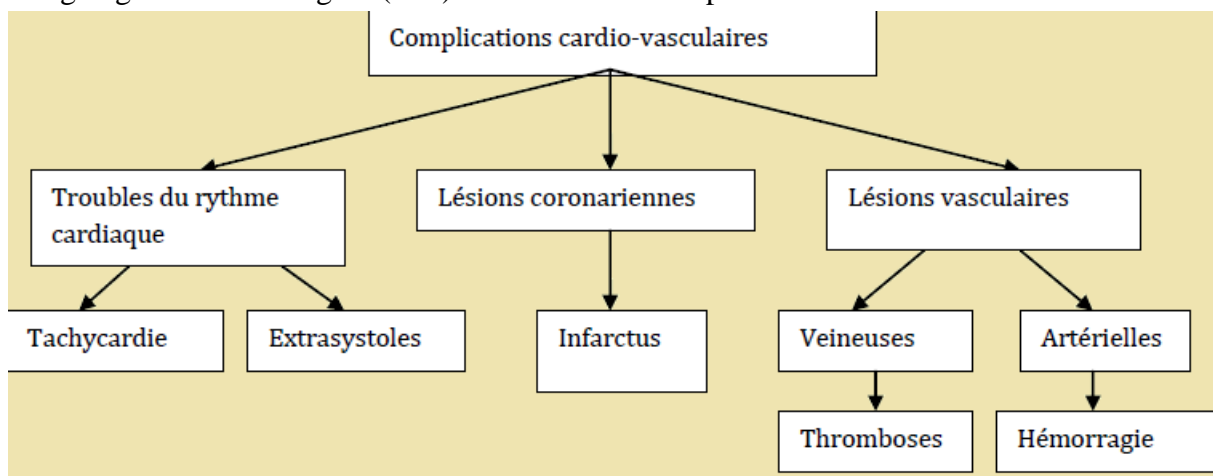 Complications cardio-vasculaires
Troubles du rythme
cardiaque
Lésions coronariennes
Lésions vasculaires
Tachycardie
Extrasystoles
Infarctus
Veineuses
Artérielles
Thromboses
Hémorragie